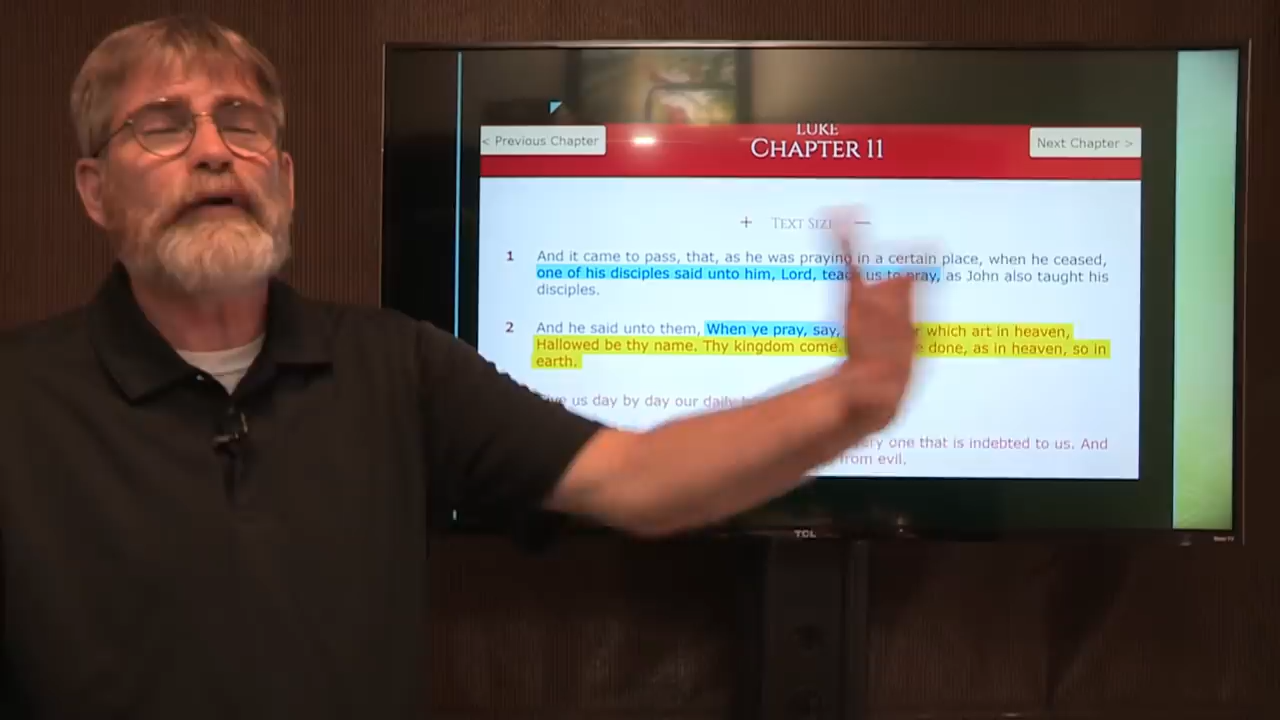 < Previous Chapter
LUKE
CHAPTER 11
Next Chapter >
+ TEXT SIZE —
1 And it came to pass, that, as he was praying in a certain place, when he ceased,
one of his disciples said unto him, Lord, teach us to pray, as John also taught his
disciples.
2 And he said unto them, When ye pray, say, which art in heaven,
Hallowed be thy name. Thy kingdom come. done, as in heaven, so in
earth.
us day by day our daily
one that is indebted to us. And
from evil.
TCL